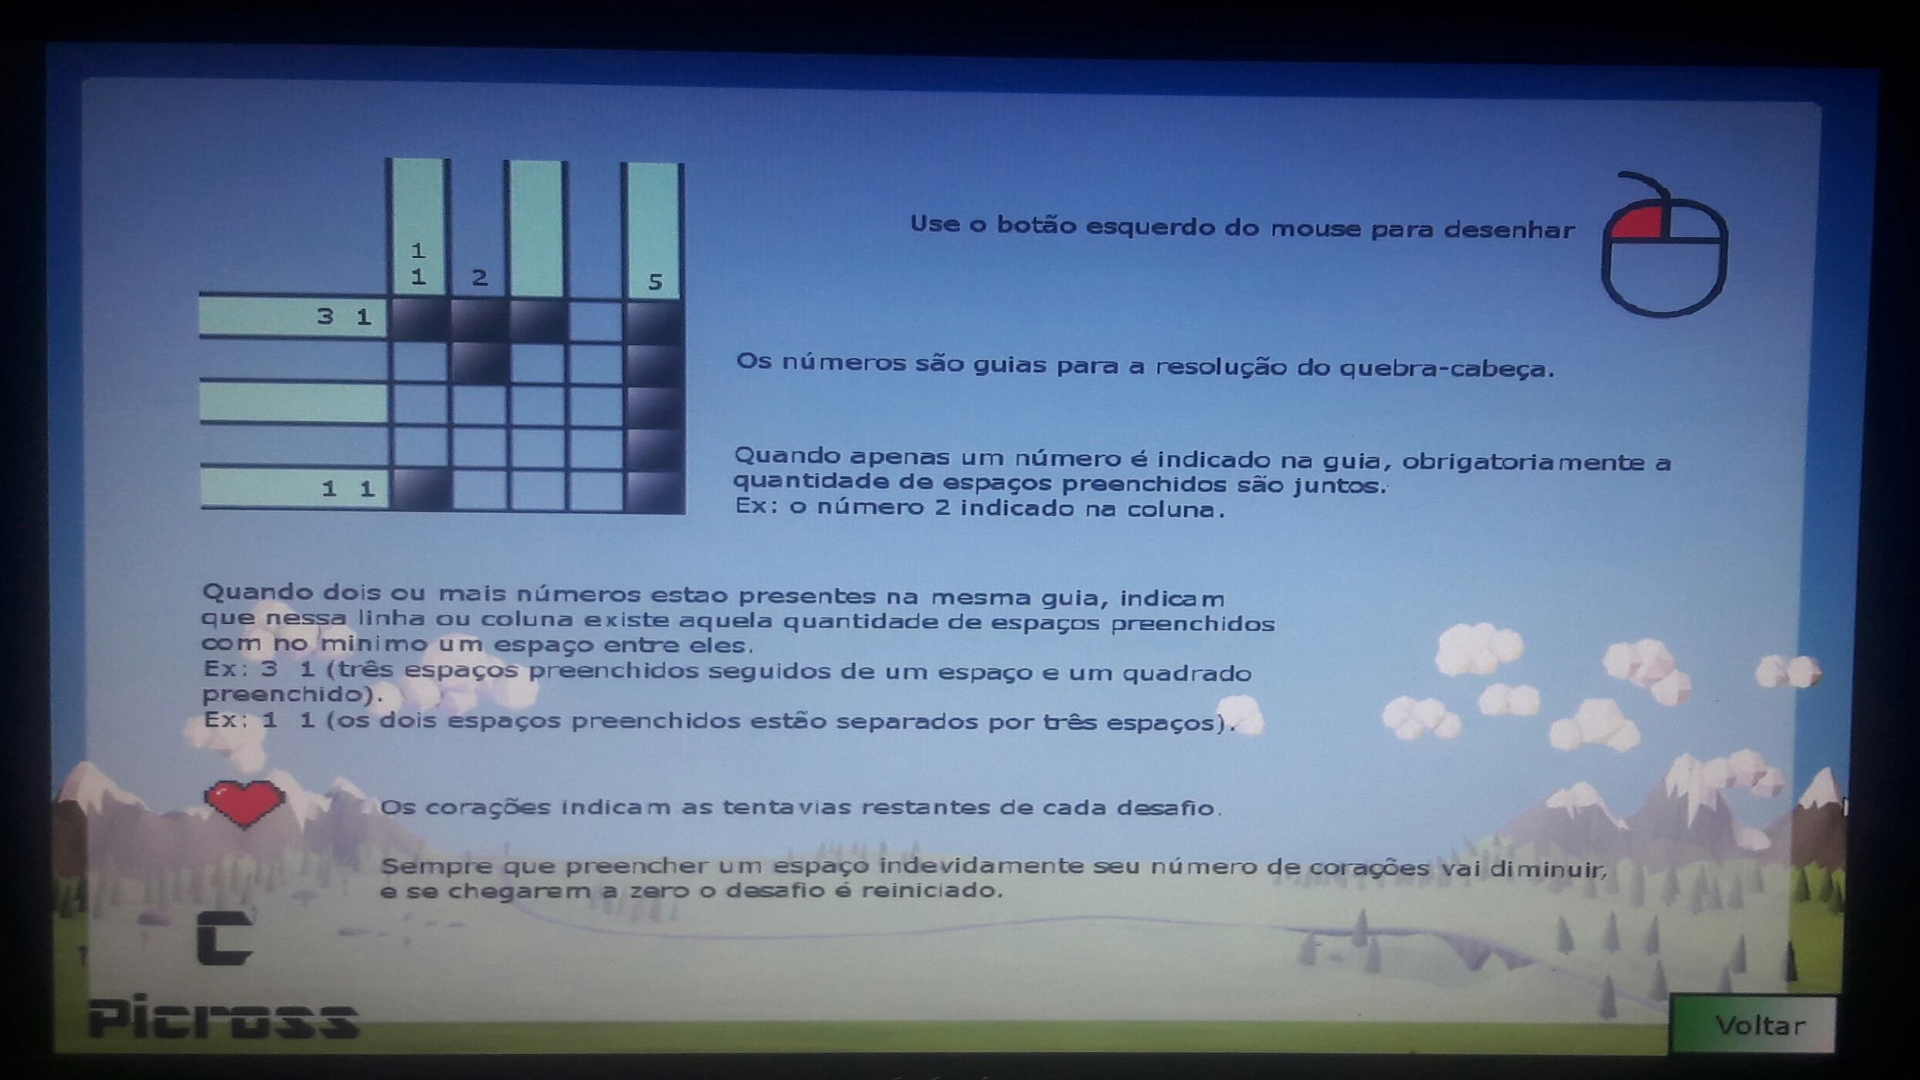 1
1 2 5
3 1
1 1
Use o botão esquerdo do mouse para desenhar
Os números são guias para a resolução do quebra-cabeça.
Quando apenas um número é indicado na guia, obrigatoriamente a
quantidade de espaços preenchidos são juntos.
Ex: o número 2 indicado na coluna.
Quando dois ou mais números estao presentes na mesma guia, indicam
que nessa linha ou coluna existe aquela quantidade de espaços preenchidos
com no minimo um espaço entre eles.
Ex: 3 1 (três espaços preenchidos seguidos de um espaço e um quadrado
preenchido).
Ex: 1 1 (os dois espaços preenchidos estão separados por três espaços).
Os corações indicam as tentavias restantes de cada desafio.
Sempre que preencher um espaço indevidamente seu número de corações vai diminuir,
e se chegarem a zero o desafio é reiniciado.
C
Picross
Voltar